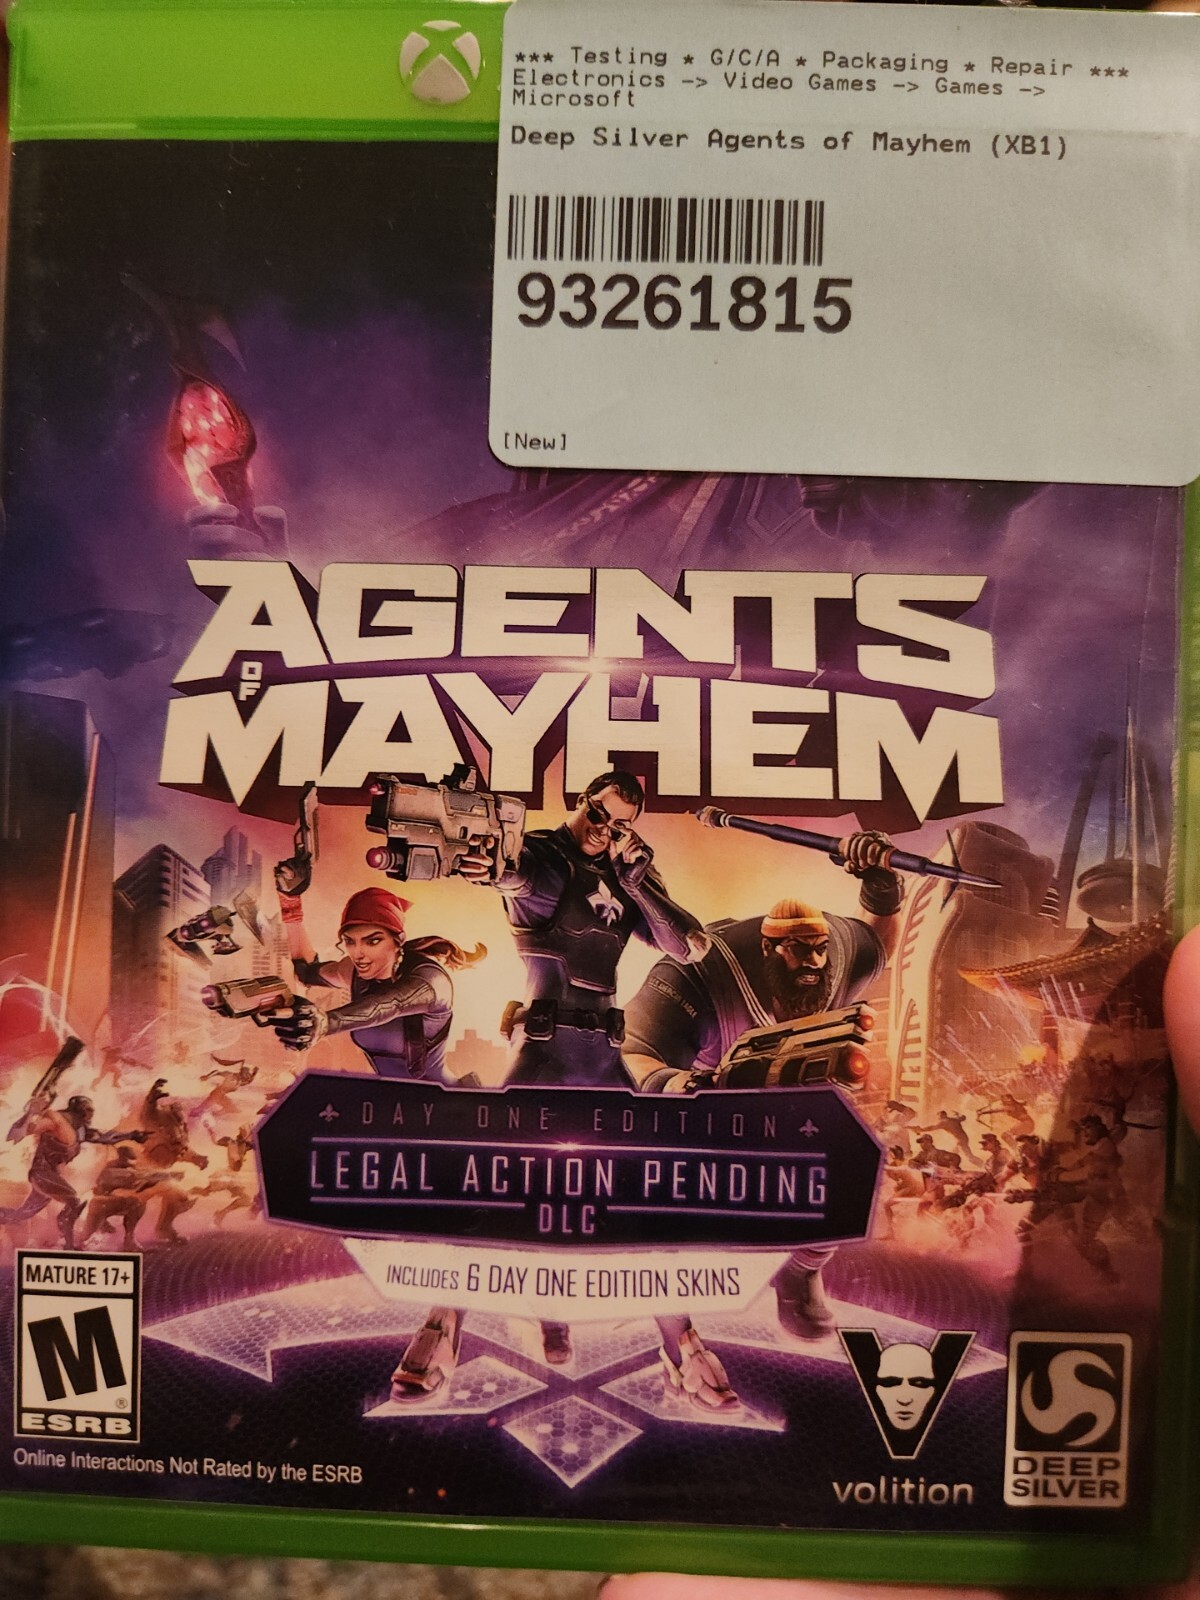 *** Testing * G/C/A * Packaging * Repair ***
Electronics -> Video Games -> Games ->
Microsoft
Deep Silver Agents of Mayhem (XB1)
93261815
[New]
AGENTS
OF
MAYHEM
DAY ONE EDITION
LEGAL ACTION PENDING
DLC
INCLUDES 6 DAY ONE EDITION SKINS
MATURE 17+
M
®
ESRB
Online Interactions Not Rated by the ESRB
V
volition
DEEP
SILVER